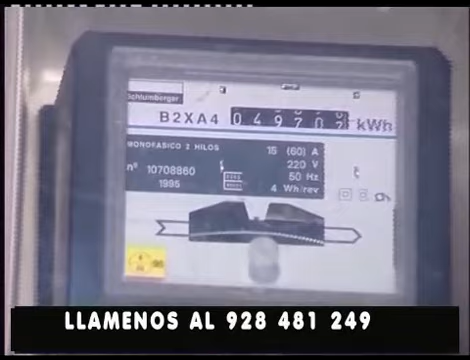 Schlumberger
B2XA4
kWh
MONOFASICO 2 HILOS
15 (60) A
220 V
nº 10708860
50 Hz
1995
4 Wh/rev
LLAMENOS AL 928 481 249